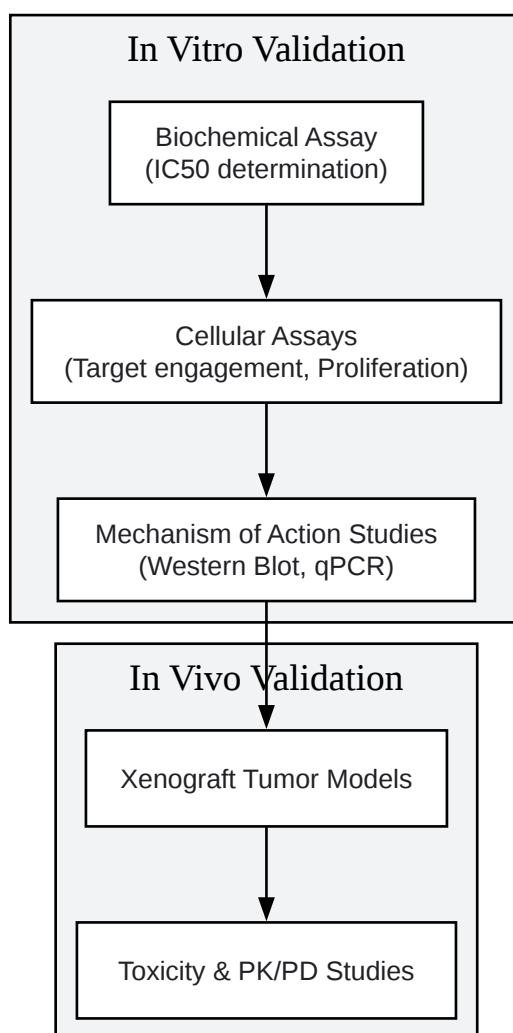 In Vitro Validation
Biochemical Assay
(IC50 determination)
Cellular Assays
(Target engagement, Proliferation)
Mechanism of Action Studies
(Western Blot, qPCR)
In Vivo Validation
Xenograft Tumor Models
Toxicity & PK/PD Studies